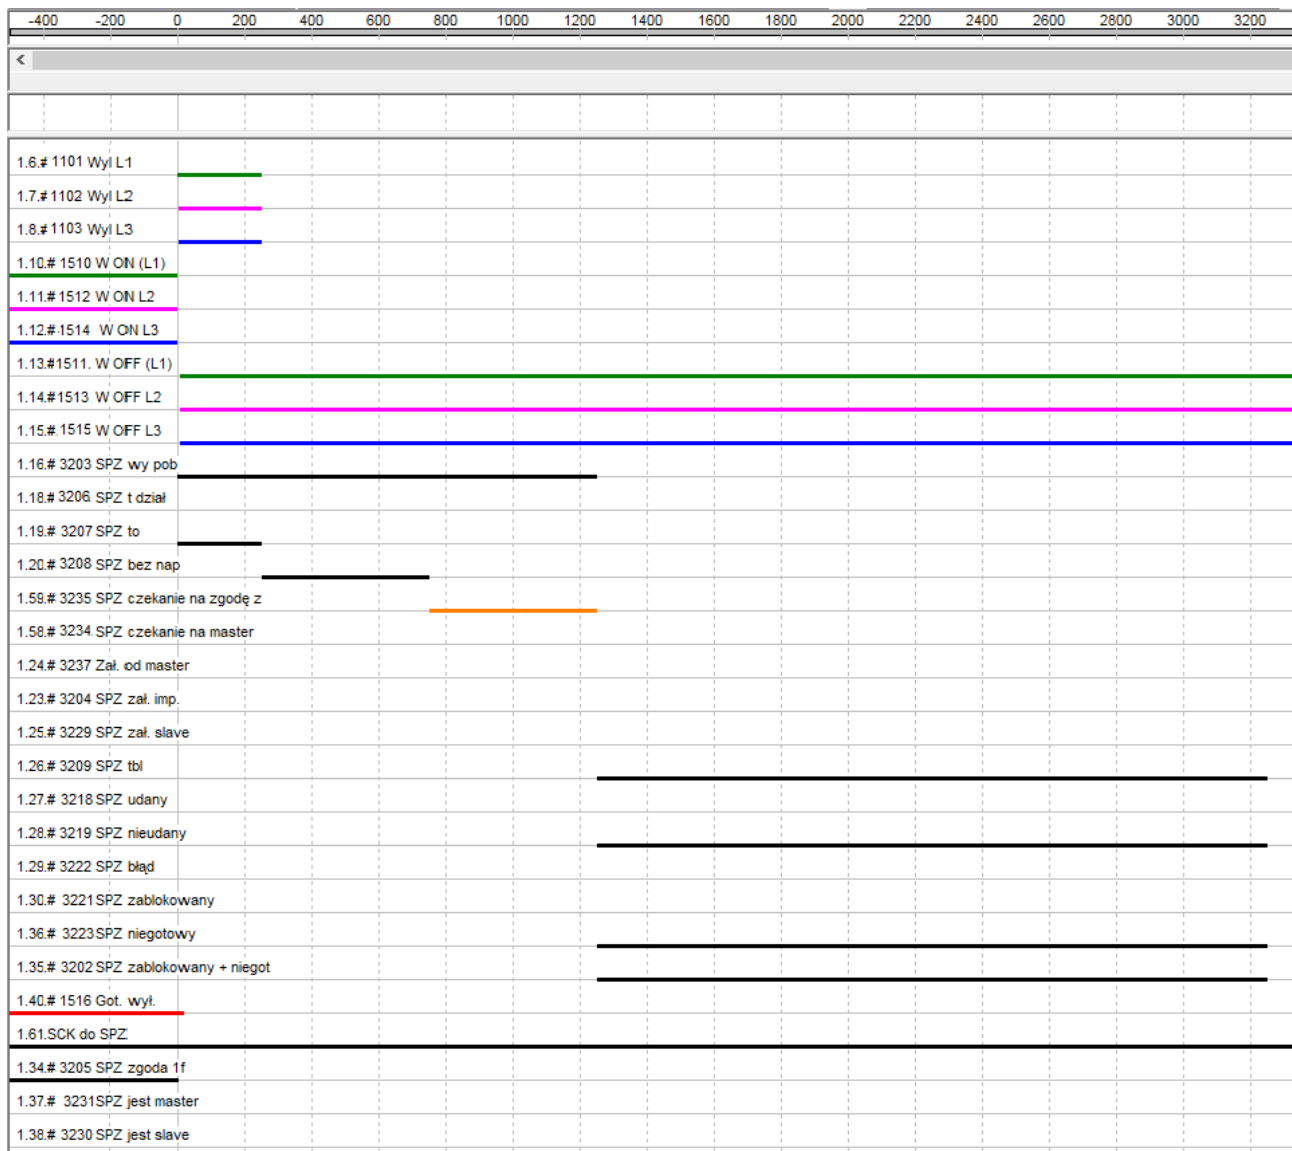 -400 -200 0 200 400 600 800 1000 1200 1400 1600 1800 2000 2200 2400 2600 2800 3000 3200
1.6.# 1101 Wyl L1
1.7.# 1102 Wyl L2
1.8.# 1103 Wyl L3
1.10.# 1510 W ON (L1)
1.11.# 1512 W ON L2
1.12.# 1514 W ON L3
1.13.#1511. W OFF (L1)
1.14.#1513 W OFF L2
1.15.#.1515 W OFF L3
1.16.# 3203 SPZ wy pob
1.18.# 3206. SPZ t dział
1.19.# 3207 SPZ to
1.20.# 3208 SPZ bez nap
1.59.# 3235 SPZ czekanie na zgodę z
1.58.# 3234. SPZ czekanie na master
1.24.# 3237 Zał. od master
1.23.# 3204 SPZ zał. imp.
1.25.# 3229 SPZ zał. slave
1.26.# 3209 SPZ tbl
1.27.# 3218 SPZ udany
1.28.# 3219 SPZ nieudany
1.29.# 3222 SPZ błąd
1.30.# 3221 SPZ zablokowany
1.36.# 3223 SPZ niegotowy
1.35.# 3202 SPZ zablokowany + niegot
1.40.# 1516 Got. wył.
1.61.SCK do SPZ
1.34.# 3205 SPZ zgoda 1f
1.37.# 3231 SPZ jest master
1.38.# 3230 SPZ jest slave